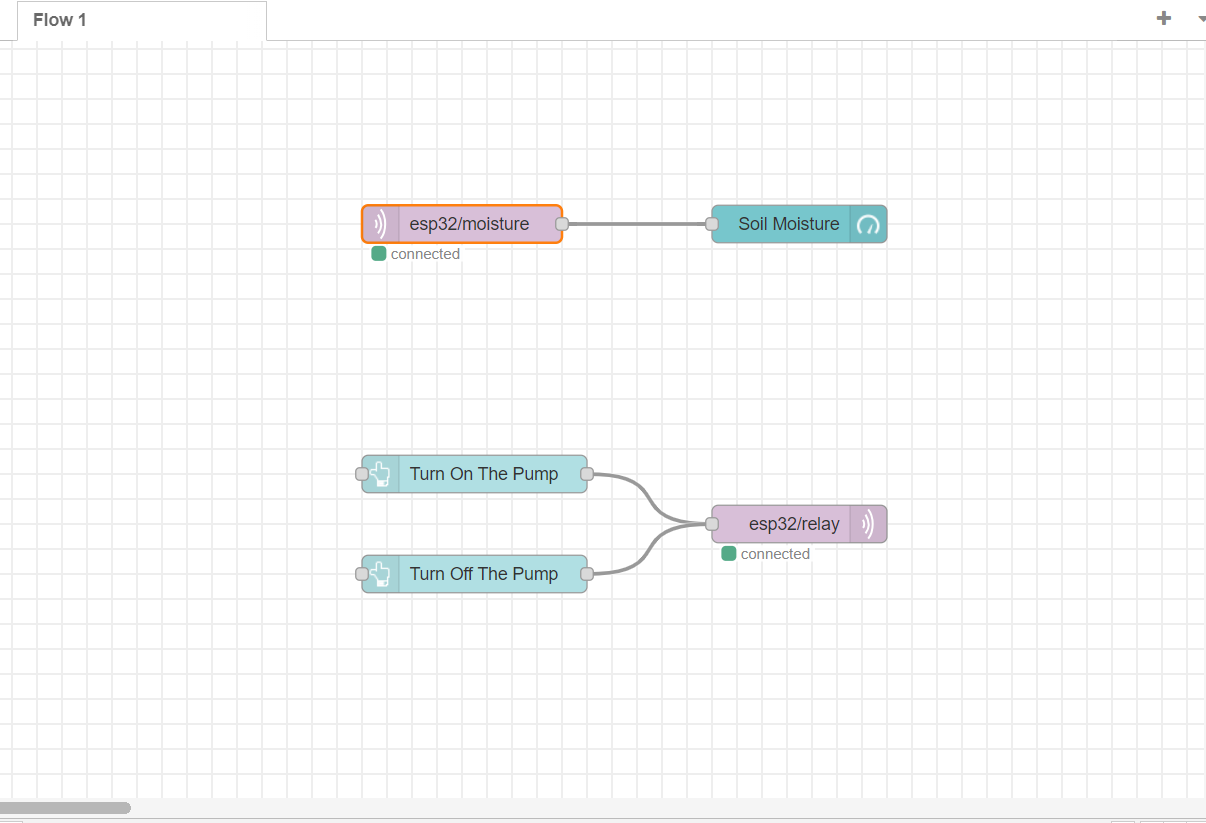 Flow 1
esp32/moisture
connected
Soil Moisture
Turn On The Pump
esp32/relay
connected
Turn Off The Pump